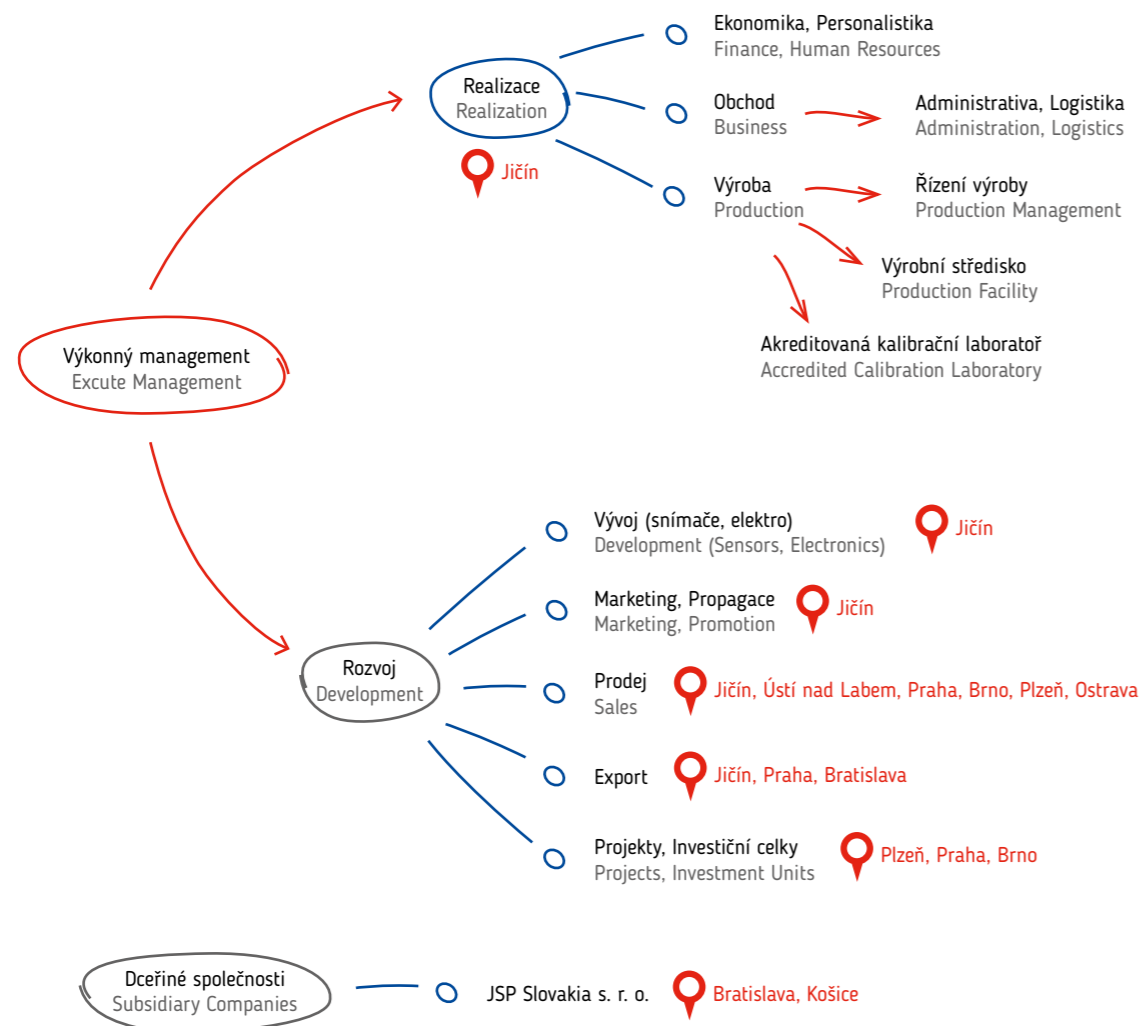 Ekonomika, Personalistika
Finance, Human Resources
Realizace
Realization
Obchod
Business
Administrativa, Logistika
Administration, Logistics
Jičín
Výroba
Production
Řízení výroby
Production Management
Výrobní středisko
Production Facility
Akreditovaná kalibrační laboratoř
Accredited Calibration Laboratory
Výkonný management
Excute Management
Vývoj (snímače, elektro)
Development (Sensors, Electronics)
Jičín
Marketing, Propagace
Marketing, Promotion
Jičín
Rozvoj
Development
Prodej
Sales
Jičín, Ústí nad Labem, Praha, Brno, Plzeň, Ostrava
Export
Jičín, Praha, Bratislava
Projekty, Investiční celky
Projects, Investment Units
Plzeň, Praha, Brno
Dceřiné společnosti
Subsidiary Companies
JSP Slovakia s. r. o.
Bratislava, Košice